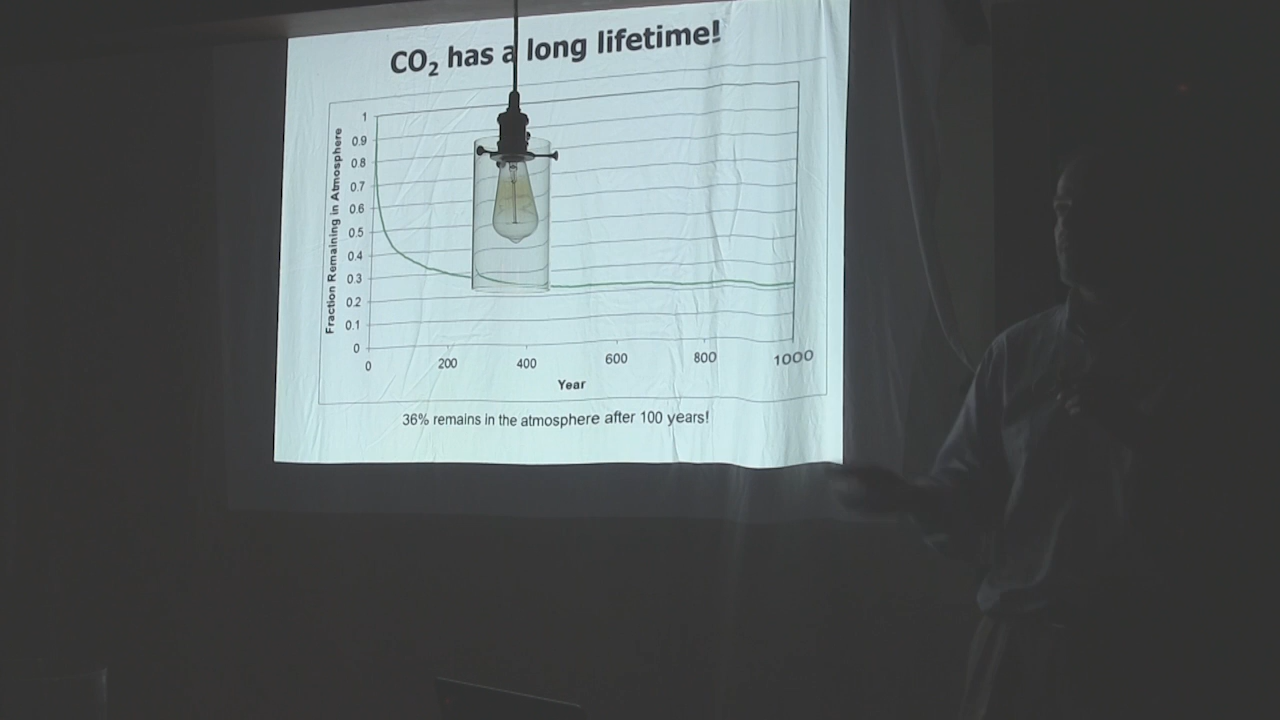 CO₂ has a long lifetime!
Fraction Remaining in Atmosphere
1
0.9
0.8
0.7
0.6
0.5
0.4
0.3
0.2
0.1
0
0 200 400 600 800 1000
Year
36% remains in the atmosphere after 100 years!